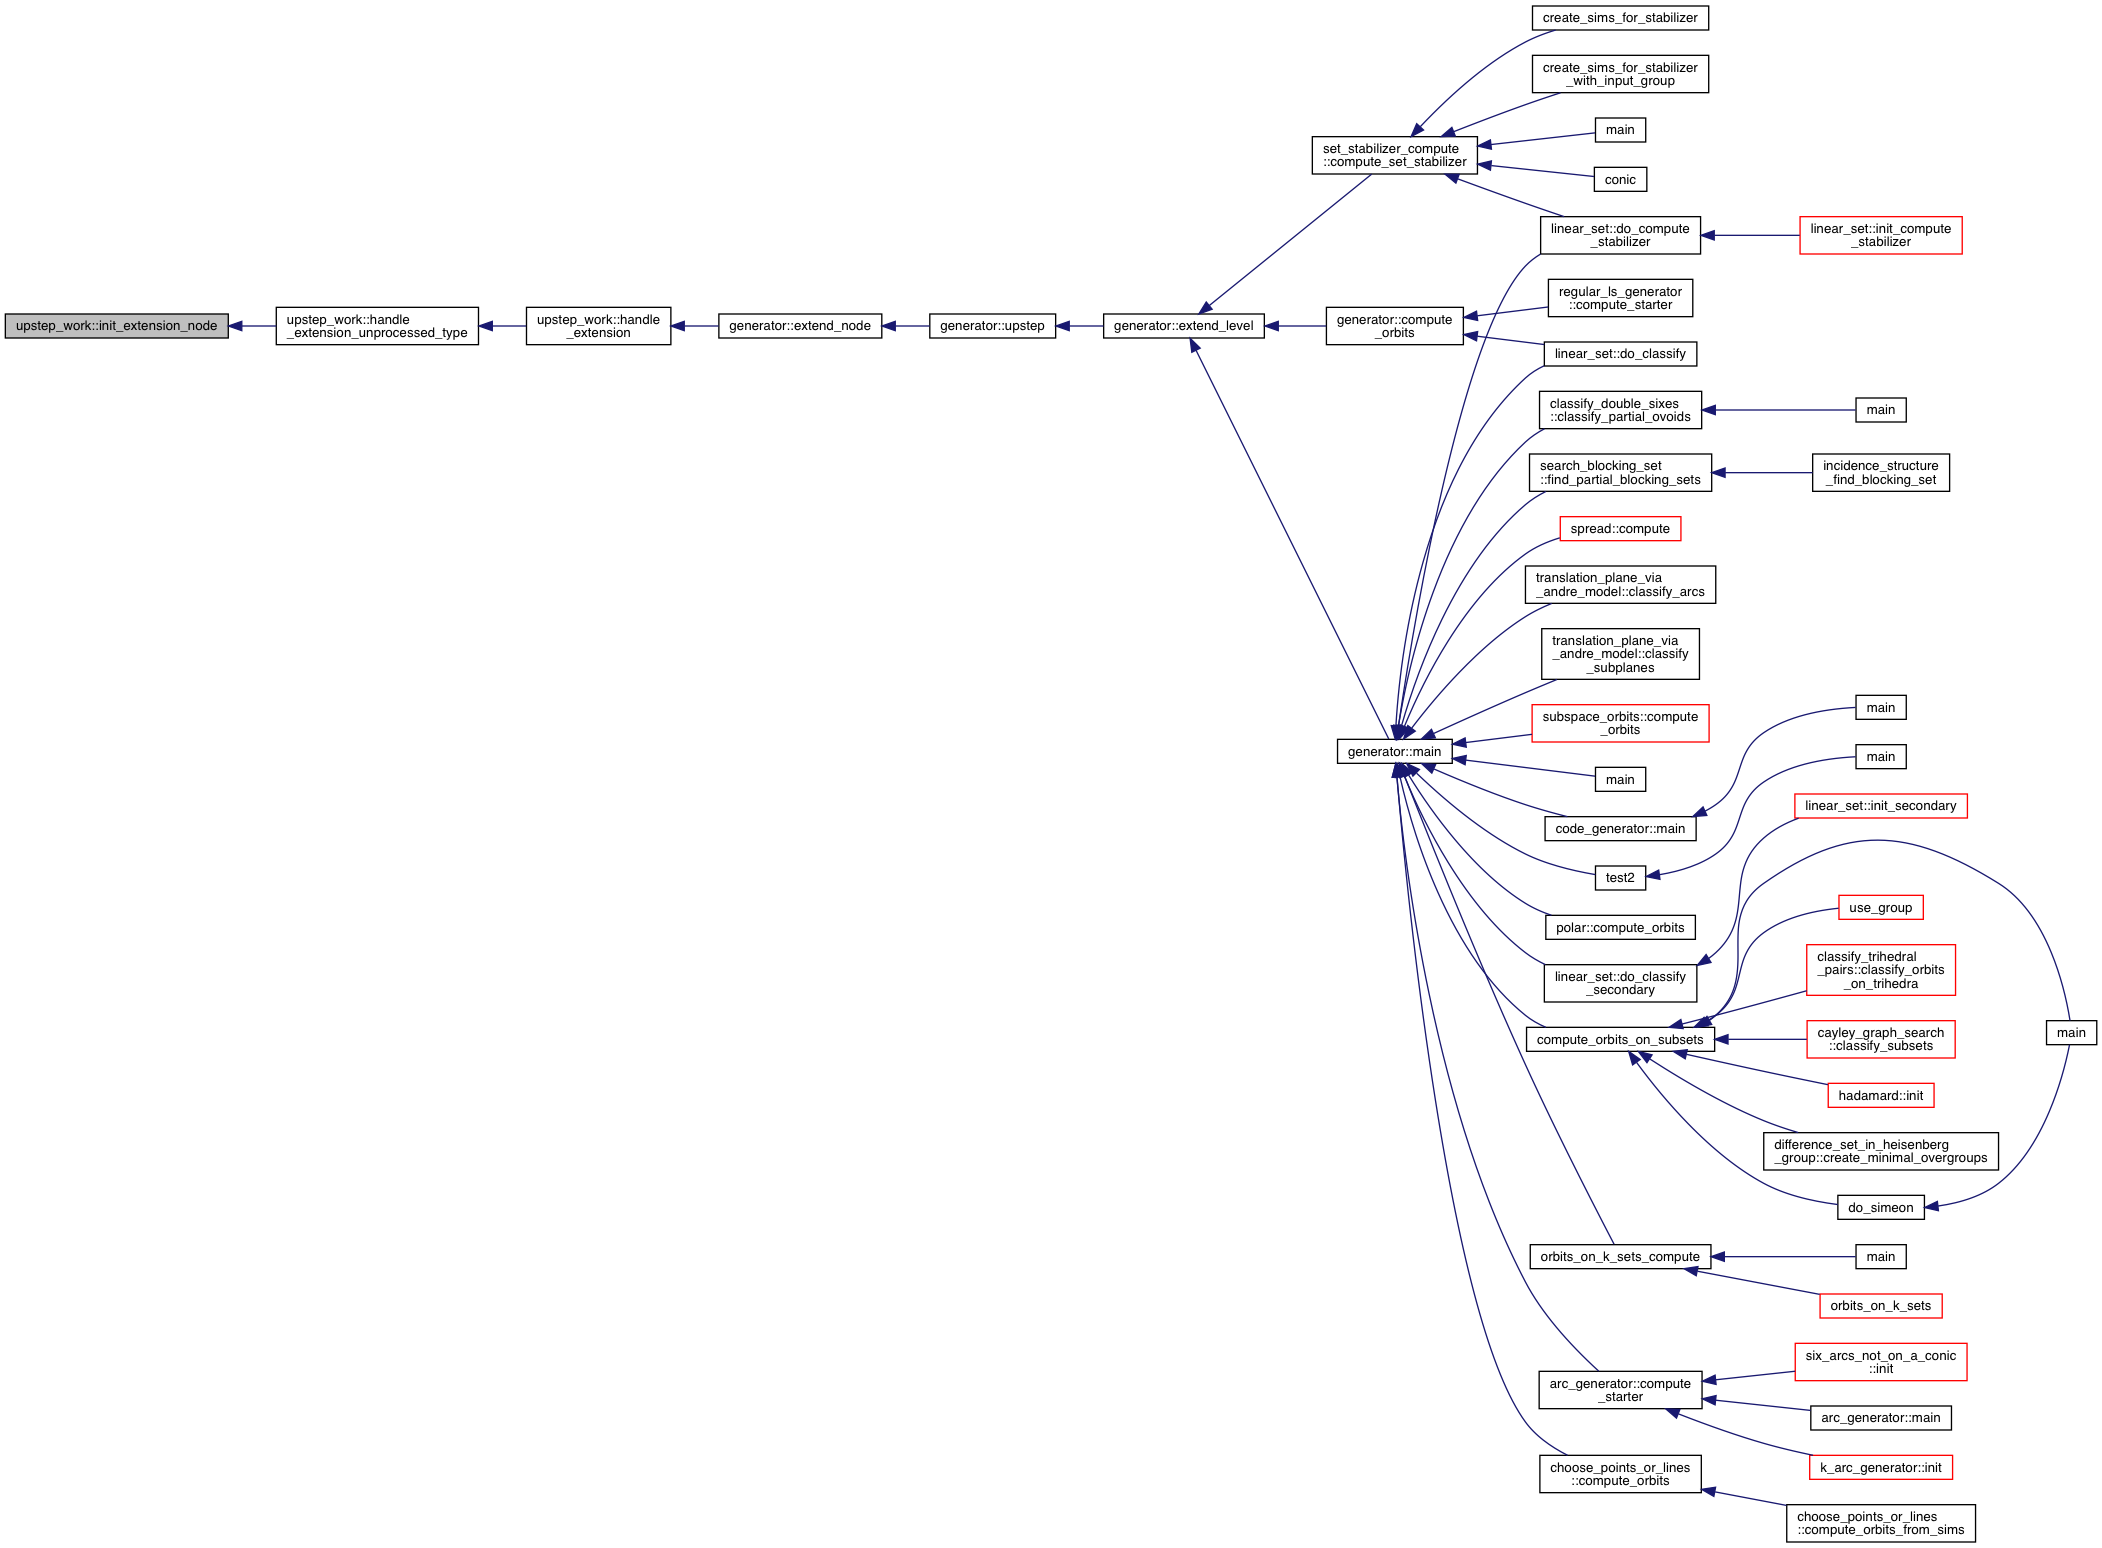 create_sims_for_stabilizer
create_sims_for_stabilizer
_with_input_group
main
set_stabilizer_compute
::compute_set_stabilizer
conic
linear_set::do_compute
_stabilizer
linear_set::init_compute
_stabilizer
regular_ls_generator
::compute_starter
upstep_work::init_extension_node
upstep_work::handle
_extension_unprocessed_type
upstep_work::handle
_extension
generator::extend_node
generator::upstep
generator::extend_level
generator::compute
_orbits
linear_set::do_classify
classify_double_sixes
::classify_partial_ovoids
main
search_blocking_set
::find_partial_blocking_sets
incidence_structure
_find_blocking_set
spread::compute
translation_plane_via
_andre_model::classify_arcs
translation_plane_via
_andre_model::classify
_subplanes
subspace_orbits::compute
_orbits
main
generator::main
main
main
linear_set::init_secondary
code_generator::main
test2
use_group
polar::compute_orbits
classify_trihedral
_pairs::classify_orbits
_on_trihedra
linear_set::do_classify
_secondary
compute_orbits_on_subsets
cayley_graph_search
::classify_subsets
main
hadamard::init
difference_set_in_heisenberg
_group::create_minimal_overgroups
do_simeon
orbits_on_k_sets_compute
main
orbits_on_k_sets
six_arcs_not_on_a_conic
::init
arc_generator::compute
_starter
arc_generator::main
k_arc_generator::init
choose_points_or_lines
::compute_orbits
choose_points_or_lines
::compute_orbits_from_sims